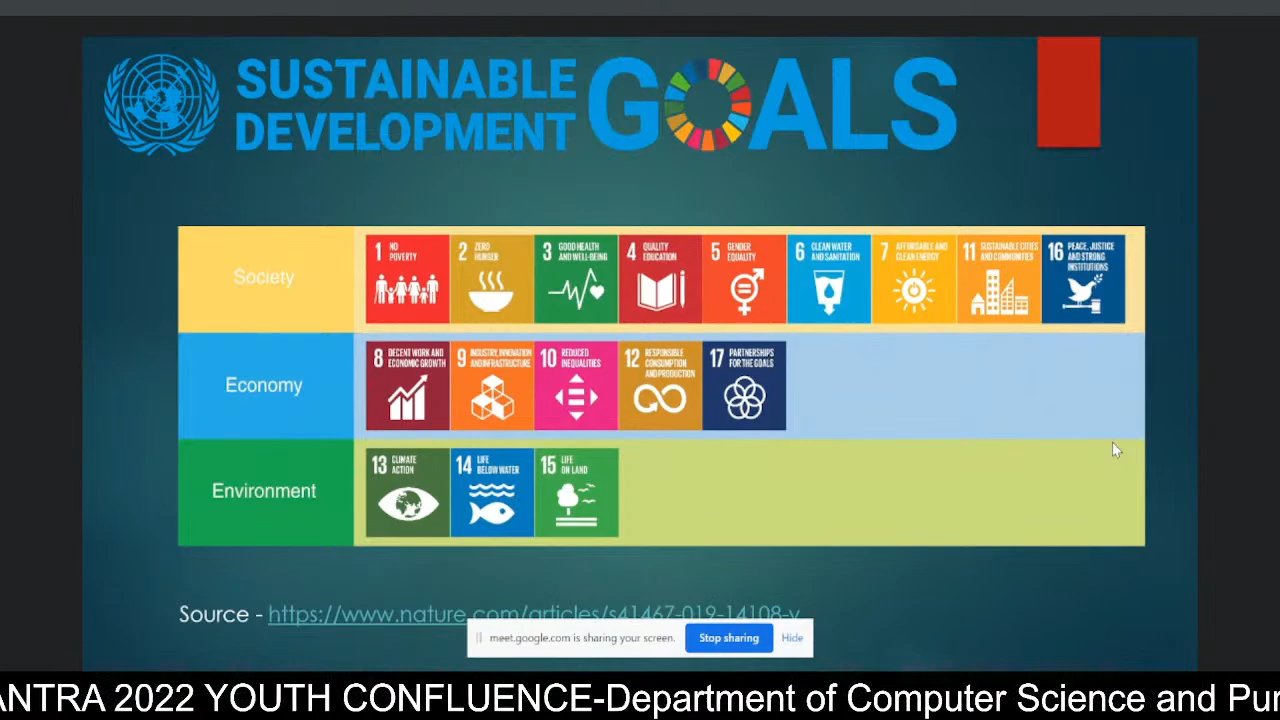 SUSTAINABLE
DEVELOPMENT
GOALS
Society
1 NO
POVERTY
2 ZERO
HUNGER
3 GOOD HEALTH
AND WELL-BEING
4 QUALITY
EDUCATION
5 GENDER
EQUALITY
6 CLEAN WATER
AND SANITATION
7 AFFORDABLE AND
CLEAN ENERGY
11 SUSTAINABLE CITIES
AND COMMUNITIES
16 PEACE, JUSTICE
AND STRONG
INSTITUTIONS
Economy
8 DECENT WORK AND
ECONOMIC GROWTH
9 INDUSTRY, INNOVATION
AND INFRASTRUCTURE
10 REDUCED
INEQUALITIES
12 RESPONSIBLE
CONSUMPTION
AND PRODUCTION
17 PARTNERSHIPS
FOR THE GOALS
Environment
13 CLIMATE
ACTION
14 LIFE
BELOW WATER
15 LIFE
ON LAND
Source - https://www.nature.com/articles/s41467-019-14108-y
meet.google.com is sharing your screen. Stop sharing Hide
ANTRA 2022 YOUTH CONFLUENCE-Department of Computer Science and Pur